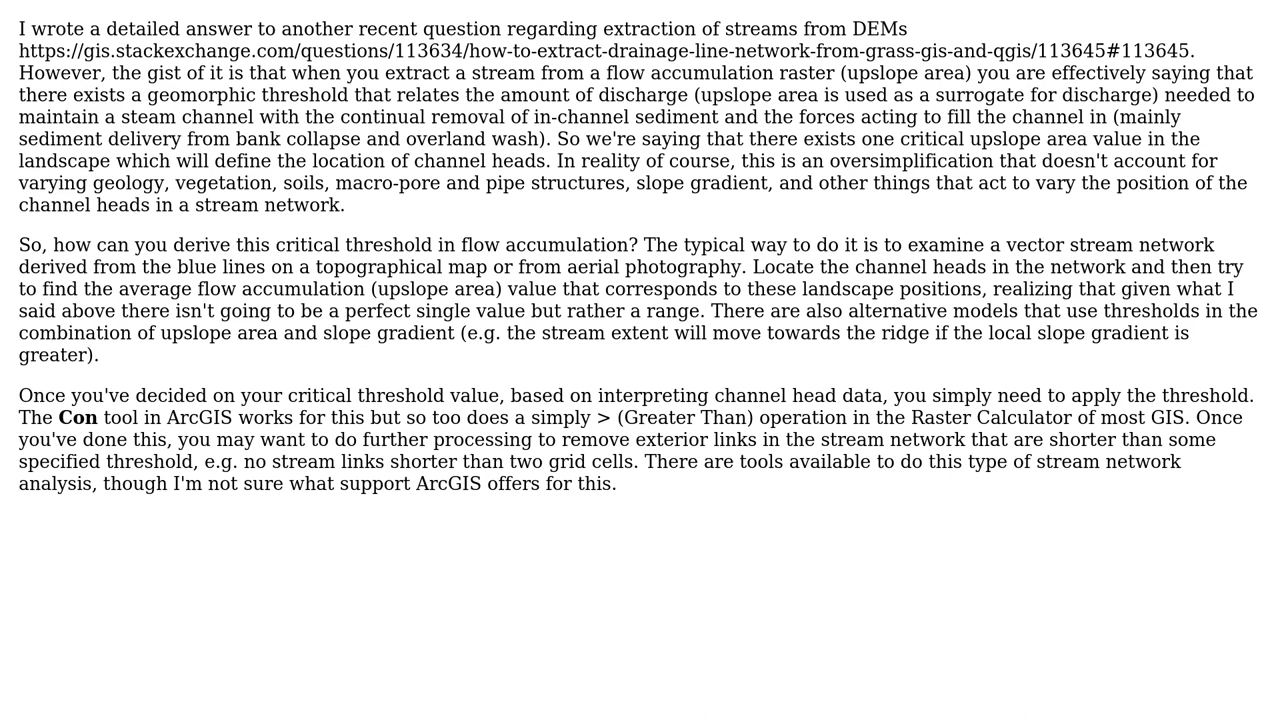 I wrote a detailed answer to another recent question regarding extraction of streams from DEMs
https://gis.stackexchange.com/questions/113634/how-to-extract-drainage-line-network-from-grass-gis-and-qgis/113645#113645.
However, the gist of it is that when you extract a stream from a flow accumulation raster (upslope area) you are effectively saying that
there exists a geomorphic threshold that relates the amount of discharge (upslope area is used as a surrogate for discharge) needed to
maintain a steam channel with the continual removal of in-channel sediment and the forces acting to fill the channel in (mainly
sediment delivery from bank collapse and overland wash). So we're saying that there exists one critical upslope area value in the
landscape which will define the location of channel heads. In reality of course, this is an oversimplification that doesn't account for
varying geology, vegetation, soils, macro-pore and pipe structures, slope gradient, and other things that act to vary the position of the
channel heads in a stream network.
So, how can you derive this critical threshold in flow accumulation? The typical way to do it is to examine a vector stream network
derived from the blue lines on a topographical map or from aerial photography. Locate the channel heads in the network and then try
to find the average flow accumulation (upslope area) value that corresponds to these landscape positions, realizing that given what I
said above there isn't going to be a perfect single value but rather a range. There are also alternative models that use thresholds in the
combination of upslope area and slope gradient (e.g. the stream extent will move towards the ridge if the local slope gradient is
greater).
Once you've decided on your critical threshold value, based on interpreting channel head data, you simply need to apply the threshold.
The Con tool in ArcGIS works for this but so too does a simply > (Greater Than) operation in the Raster Calculator of most GIS. Once
you've done this, you may want to do further processing to remove exterior links in the stream network that are shorter than some
specified threshold, e.g. no stream links shorter than two grid cells. There are tools available to do this type of stream network
analysis, though I'm not sure what support ArcGIS offers for this.